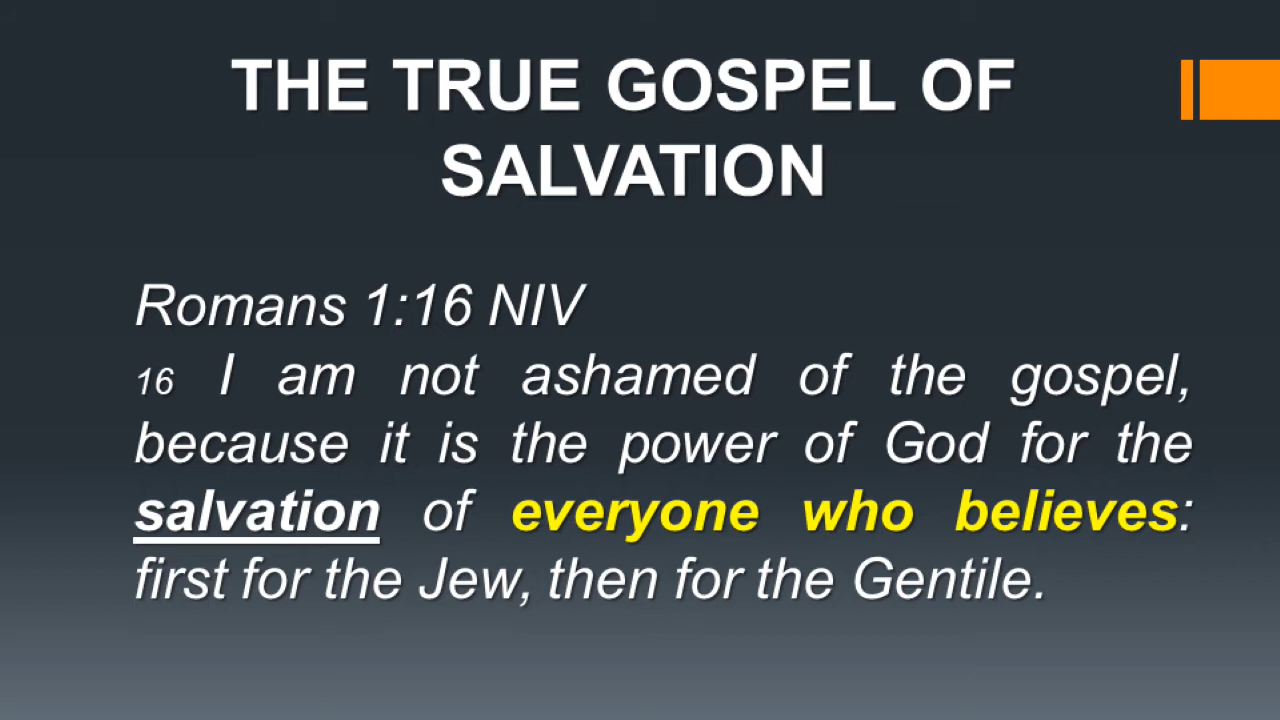 THE TRUE GOSPEL OF
SALVATION
Romans 1:16 NIV
16 I am not ashamed of the gospel,
because it is the power of God for the
salvation of everyone who believes:
first for the Jew, then for the Gentile.